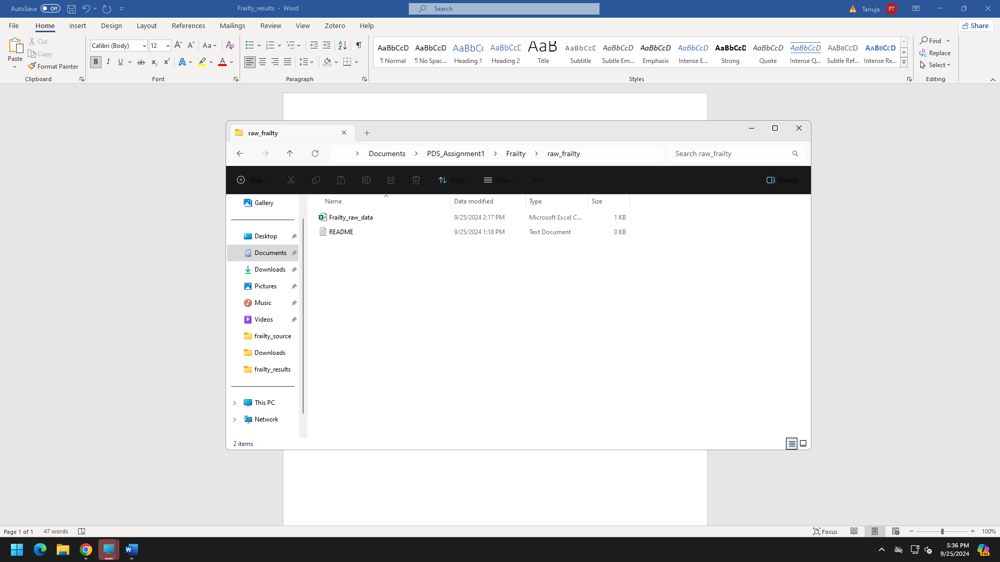 AutoSave Off Frailty_results - Word Search Tanuja PT
File Home Insert Design Layout References Mailings Review View Zotero Help Share
Paste Cut Copy Format Painter
Calibri (Body) 12
AaBbCcD AaBbCcD AaBbCc AaBbCcD AaB AaBbCcD AaBbCcD AaBbCcD AaBbCcD AaBbCcD AaBbCcD AaBbCcD AaBbCcD AaBbCcD
¶ Normal ¶ No Spac... Heading 1 Heading 2 Title Subtitle Subtle Em... Emphasis Intense E... Strong Quote Intense Q... Subtle Ref... Intense Re...
Find
Replace
Select
Clipboard Font Paragraph Styles Editing
raw_frailty
Documents > PDS_Assignment1 > Frailty > raw_frailty Search raw_frailty
New Sort View Details
Name Date modified Type Size
Frailty_raw_data 9/25/2024 2:17 PM Microsoft Excel C... 1 KB
README 9/25/2024 1:18 PM Text Document 0 KB
Gallery
Desktop
Documents
Downloads
Pictures
Music
Videos
frailty_source
Downloads
frailty_results
This PC
Network
2 items
Page 1 of 1 47 words Focus 100%
5:36 PM
9/25/2024
PRE